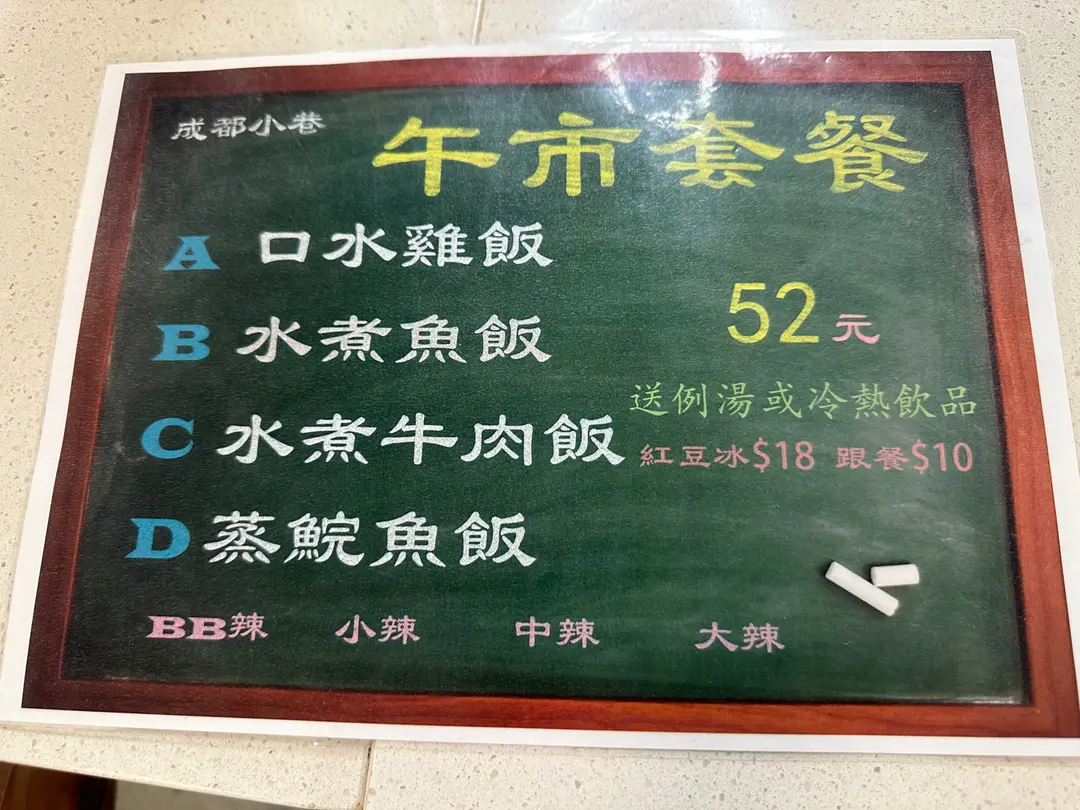 成都小巷
午市套餐
A 口水雞飯
B 水煮魚飯
52元
C 水煮牛肉飯
送例湯或冷熱飲品
紅豆冰$18 跟餐$10
D 蒸鯇魚飯
BB辣 小辣 中辣 大辣